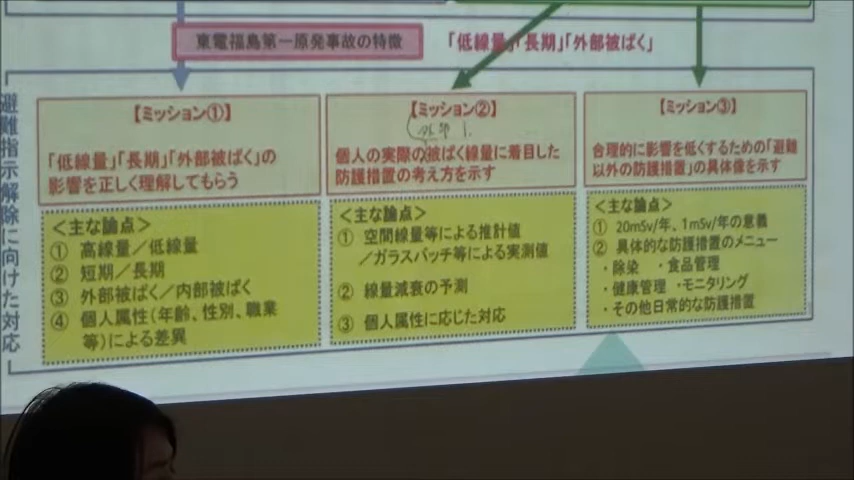 東電福島第一原発事故の特徴
「低線量」「長期」「外部被ばく」
避難指示解除に向けた対応
【ミッション①】
「低線量」「長期」「外部被ばく」の
影響を正しく理解してもらう
<主な論点>
① 高線量/低線量
② 短期/長期
③ 外部被ばく/内部被ばく
④ 個人属性(年齢、性別、職業
等)による差異
【ミッション②】
個人の実際の被ばく線量に着目した
防護措置の考え方を示す
<主な論点>
① 空間線量等による推計値
/ガラスバッチ等による実測値
② 線量減衰の予測
③ 個人属性に応じた対応
【ミッション③】
合理的に影響を低くするための「避難
以外の防護措置」の具体像を示す
<主な論点>
① 20mSv/年、1mSv/年の意義
② 具体的な防護措置のメニュー
・除染 ・食品管理
・健康管理 ・モニタリング
・その他日常的な防護措置